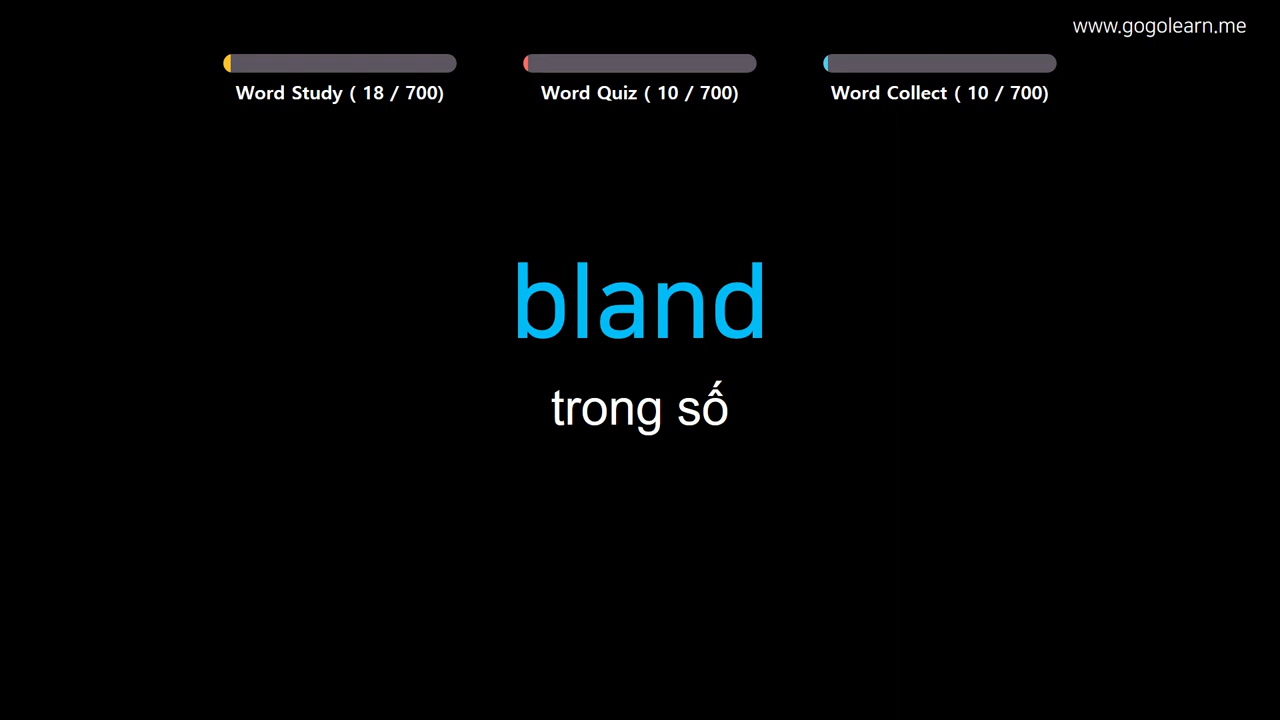 www.gogolearn.me
Word Study ( 18 / 700)
Word Quiz ( 10 / 700)
Word Collect ( 10 / 700)
bland
trong số